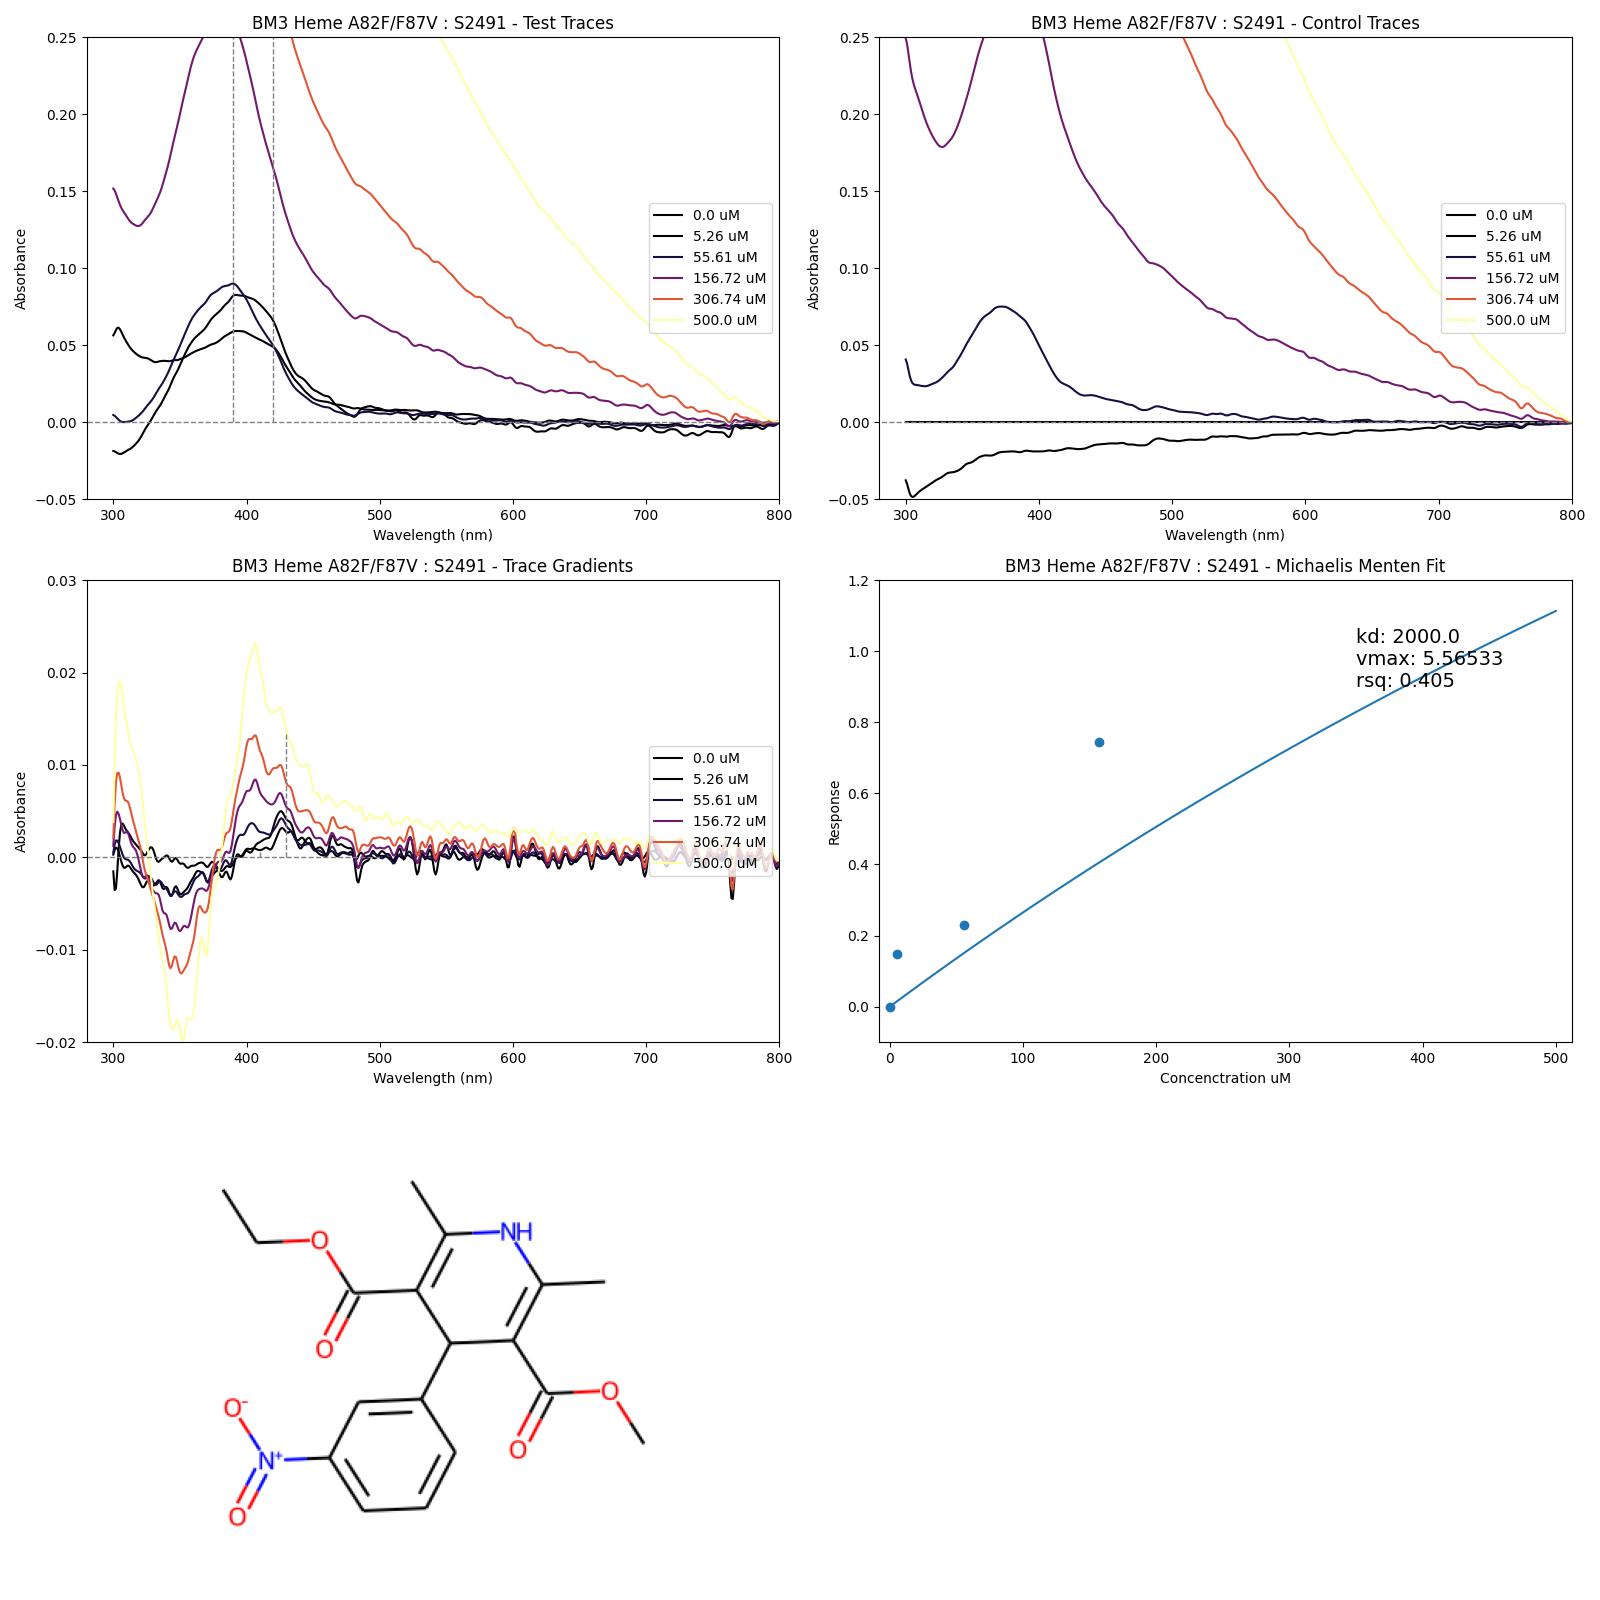 BM3 Heme A82F/F87V : S2491 - Test Traces
0.25
0.20
0.15
0.10
0.05
0.00
−0.05
Absorbance
300
400
500
600
700
800
Wavelength (nm)
0.0 uM
5.26 uM
55.61 uM
156.72 uM
306.74 uM
500.0 uM
BM3 Heme A82F/F87V : S2491 - Control Traces
0.25
0.20
0.15
0.10
0.05
0.00
−0.05
Absorbance
300
400
500
600
700
800
Wavelength (nm)
0.0 uM
5.26 uM
55.61 uM
156.72 uM
306.74 uM
500.0 uM
BM3 Heme A82F/F87V : S2491 - Trace Gradients
0.03
0.02
0.01
0.00
−0.01
−0.02
Absorbance
300
400
500
600
700
800
Wavelength (nm)
0.0 uM
5.26 uM
55.61 uM
156.72 uM
306.74 uM
500.0 uM
BM3 Heme A82F/F87V : S2491 - Michaelis Menten Fit
1.2
1.0
0.8
0.6
0.4
0.2
0.0
Response
kd: 2000.0
vmax: 5.56533
rsq: 0.405
0
100
200
300
400
500
Concenctration uM
NH
O
O
O
O
O⁻
N⁺
O